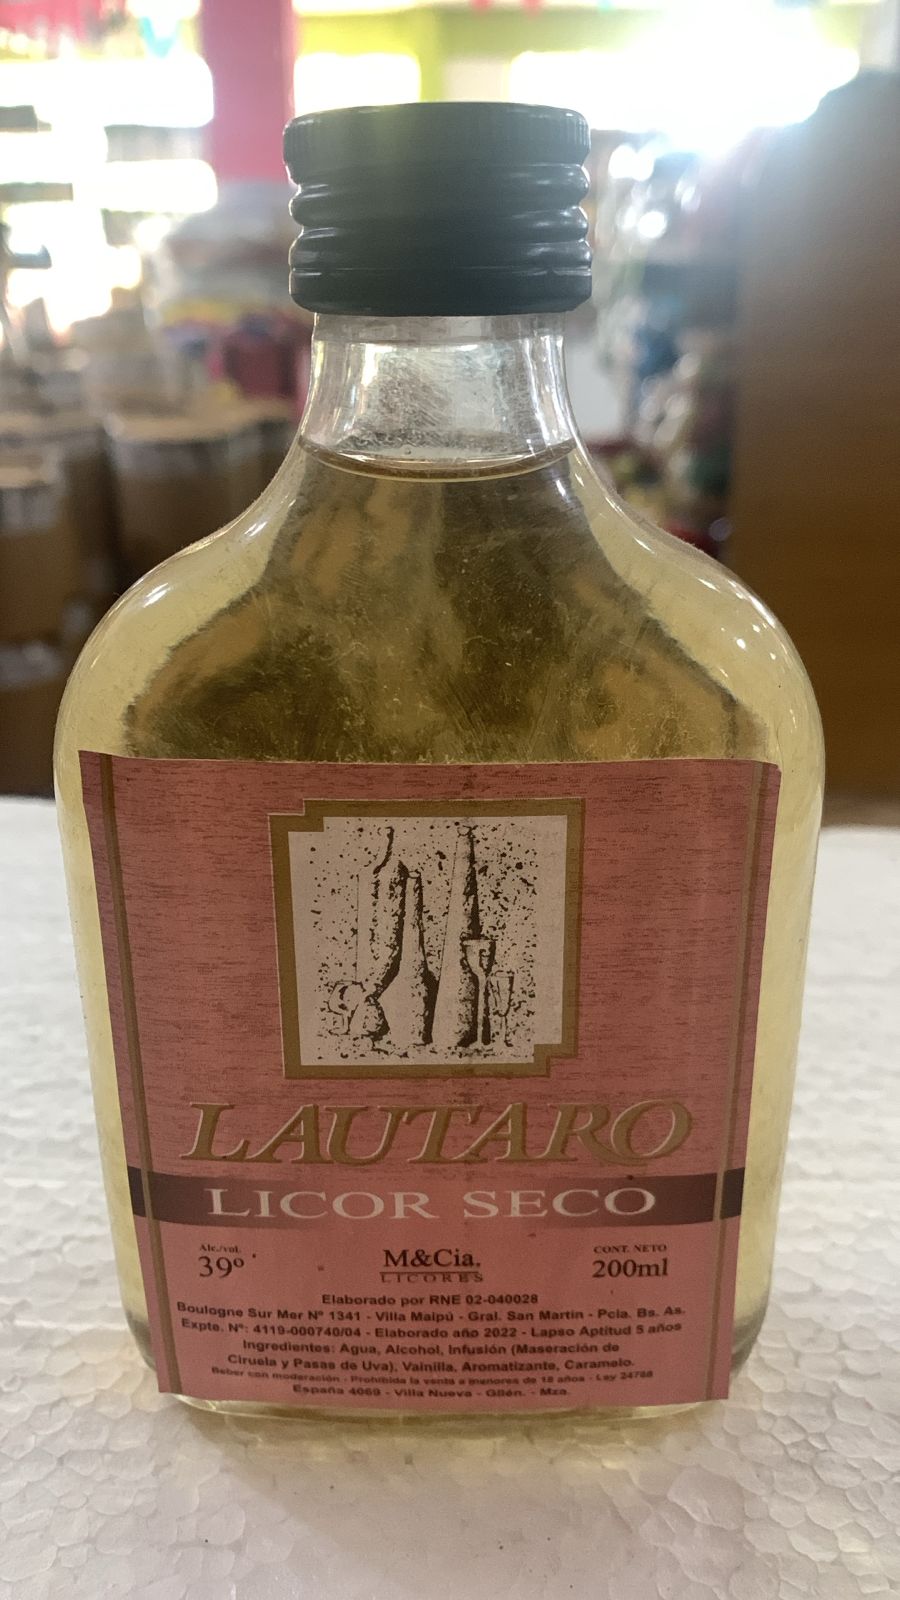 LAUTARO
LICOR SECO
Alc./vol.
39º
M&Cia.
LICORES
CONT. NETO
200ml
Elaborado por RNE 02-040028
Boulogne Sur Mer Nº 1341 - Villa Maipú - Gral. San Martin - Pcia. Bs. As.
Expte. Nº: 4119-000740/04 - Elaborado año 2022 - Lapso Aptitud 5 años
Ingredientes: Agua, Alcohol, Infusión (Maseración de
Ciruela y Pasas de Uva), Vainilla, Aromatizante, Caramelo.
Beber con moderación - Prohibida la venta a menores de 18 años - Ley 24788
España 4069 - Villa Nueva - Gllén. - Mza.